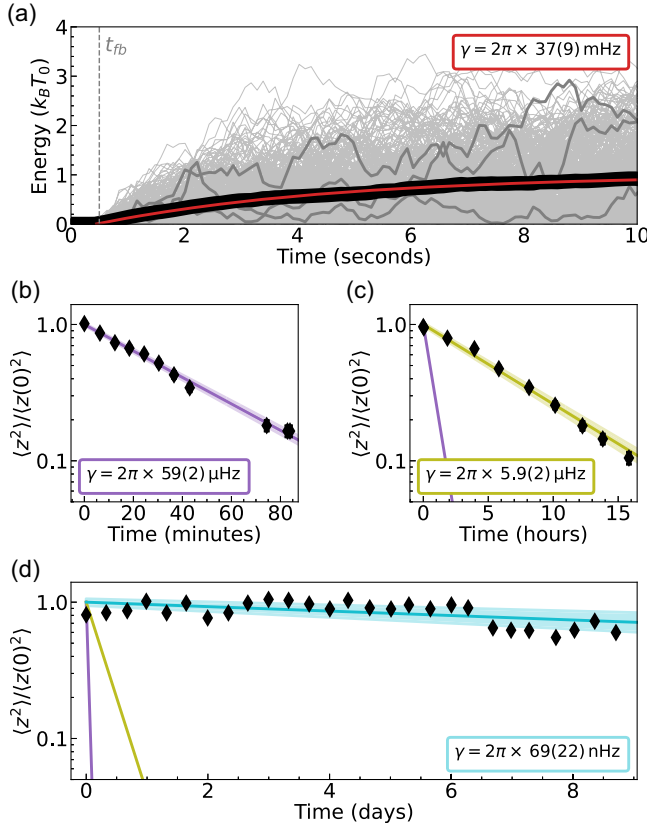 (a)
t_fb
γ = 2π × 37(9) mHz
Energy (k_BT_0)
4
3
2
1
0
0 2 4 6 8 10
Time (seconds)
(b)
⟨z²⟩/⟨z(0)²⟩
1.0
0.1
γ = 2π × 59(2) μHz
0 20 40 60 80
Time (minutes)
(c)
⟨z²⟩/⟨z(0)²⟩
1.0
0.1
γ = 2π × 5.9(2) μHz
0 5 10 15
Time (hours)
(d)
⟨z²⟩/⟨z(0)²⟩
1.0
0.1
γ = 2π × 69(22) nHz
0 2 4 6 8
Time (days)